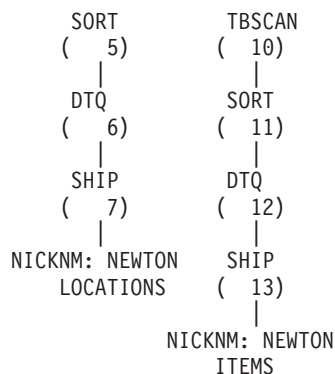 SORT TBSCAN
( 5) ( 10)
| |
DTQ SORT
( 6) ( 11)
| |
SHIP DTQ
( 7) ( 12)
| |
NICKNM: NEWTON SHIP
LOCATIONS ( 13)
|
NICKNM: NEWTON
ITEMS